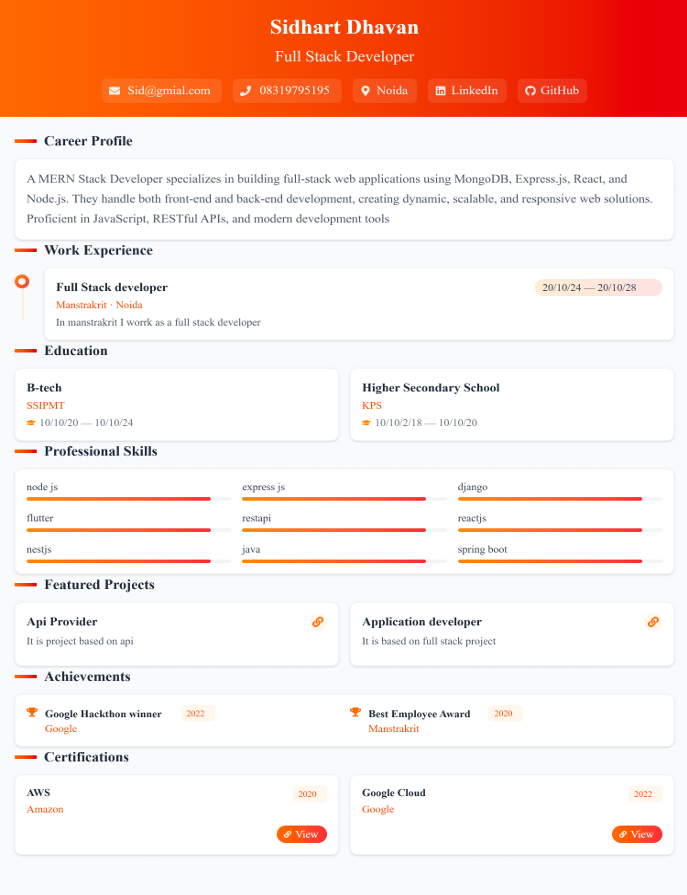 Sidhart Dhavan
Full Stack Developer
Sid@gmial.com 08319795195 Noida LinkedIn GitHub
Career Profile
A MERN Stack Developer specializes in building full-stack web applications using MongoDB, Express.js, React, and
Node.js. They handle both front-end and back-end development, creating dynamic, scalable, and responsive web solutions.
Proficient in JavaScript, RESTful APIs, and modern development tools
Work Experience
Full Stack developer 20/10/24 — 20/10/28
Manstrakrit · Noida
In manstrakrit I worrk as a full stack developer
Education
B-tech
SSIPMT
10/10/20 — 10/10/24
Higher Secondary School
KPS
10/10/2/18 — 10/10/20
Professional Skills
node js express js django
flutter restapi reactjs
nestjs java spring boot
Featured Projects
Api Provider
It is project based on api
Application developer
It is based on full stack project
Achievements
Google Hackthon winner 2022
Google
Best Employee Award 2020
Manstrakrit
Certifications
AWS 2020
Amazon
View
Google Cloud 2022
Google
View